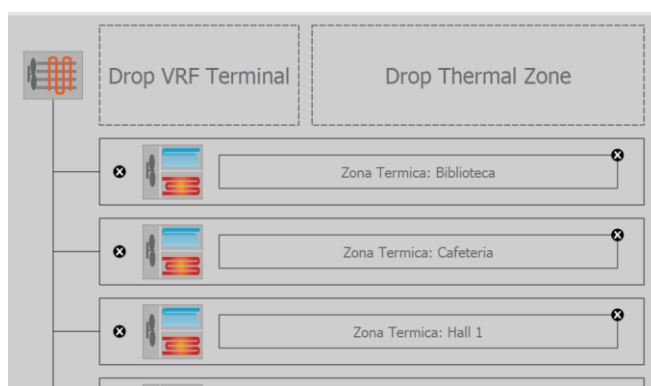 Drop VRF Terminal
Drop Thermal Zone
Zona Termica: Biblioteca
Zona Termica: Cafeteria
Zona Termica: Hall 1